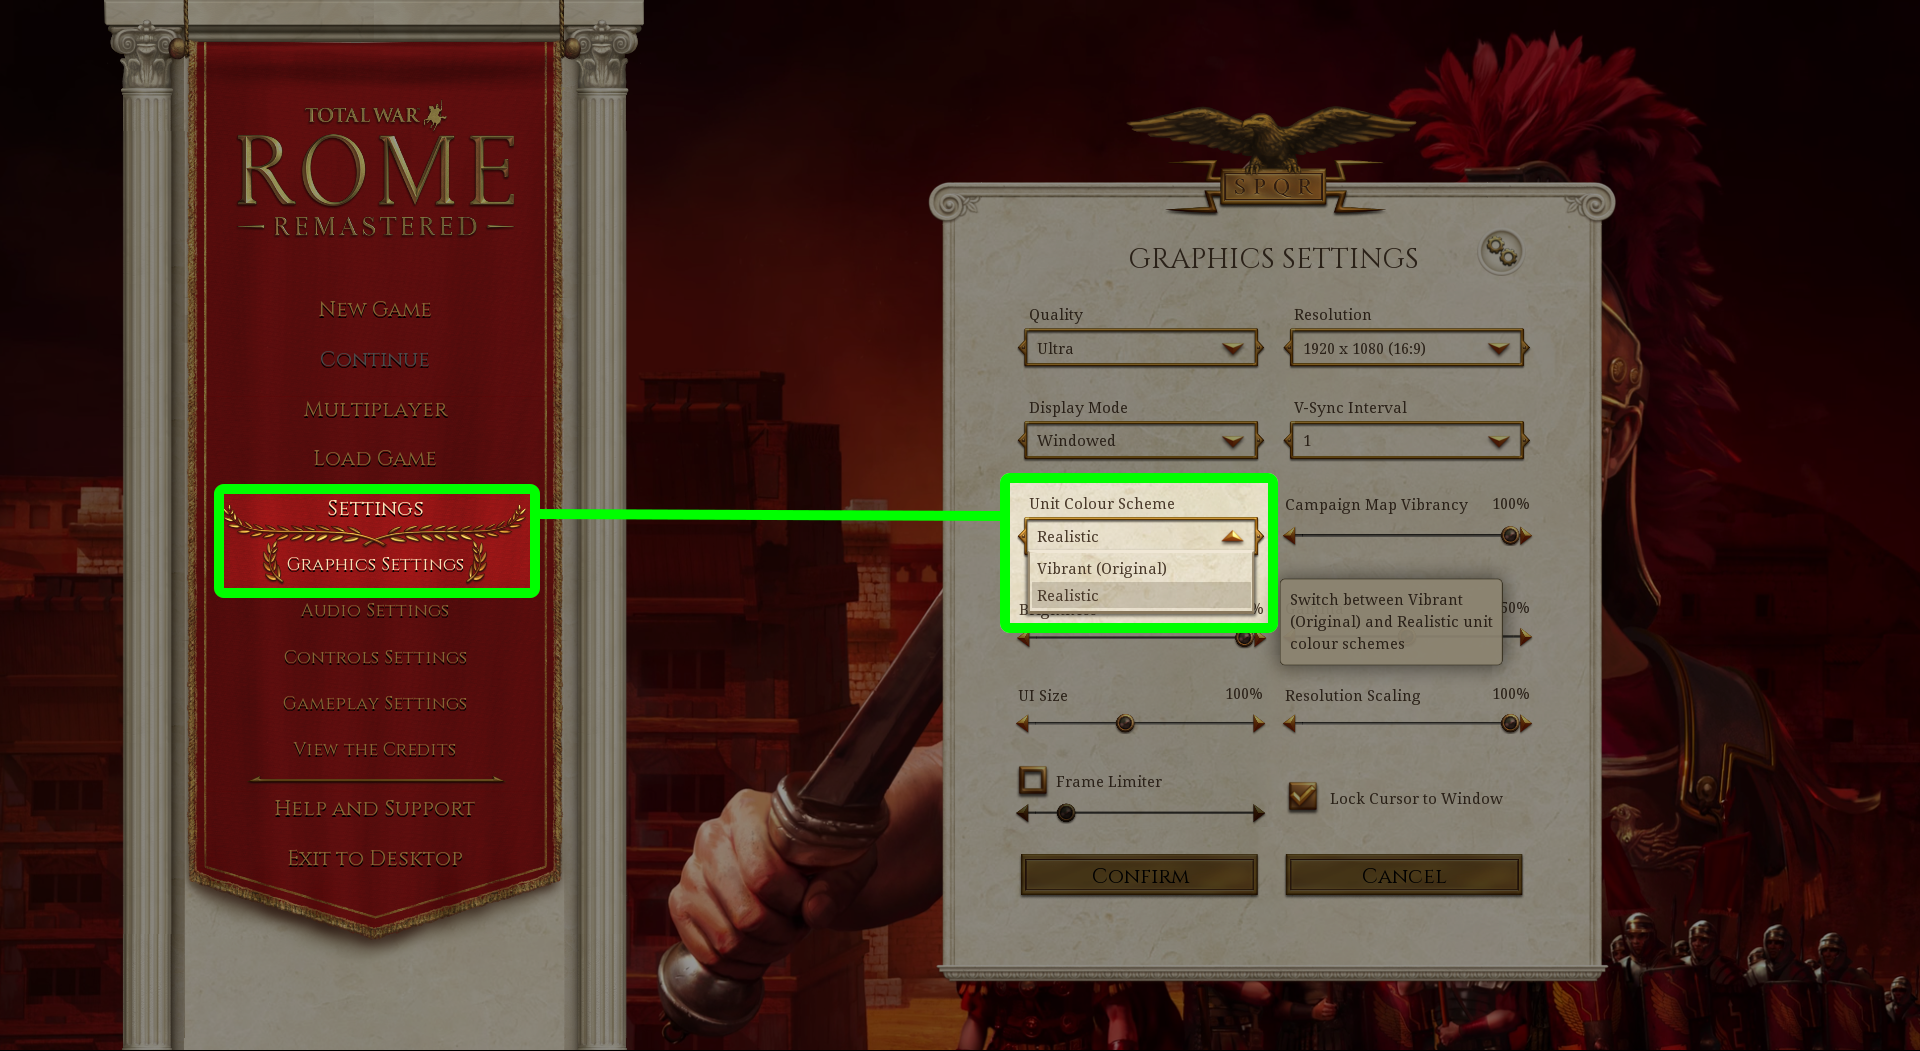 TOTAL WAR
ROME
REMASTERED
NEW GAME
CONTINUE
MULTIPLAYER
LOAD GAME
SETTINGS
GRAPHICS SETTINGS
AUDIO SETTINGS
CONTROLS SETTINGS
GAMEPLAY SETTINGS
VIEW THE CREDITS
HELP AND SUPPORT
EXIT TO DESKTOP
SPQR
GRAPHICS SETTINGS
Quality
Ultra
Resolution
1920 x 1080 (16:9)
Display Mode
Windowed
V-Sync Interval
1
Unit Colour Scheme
Realistic
Vibrant (Original)
Realistic
Campaign Map Vibrancy 100%
Switch between Vibrant
(Original) and Realistic unit
colour schemes
UI Size 100%
Resolution Scaling 100%
Frame Limiter
Lock Cursor to Window
CONFIRM
CANCEL